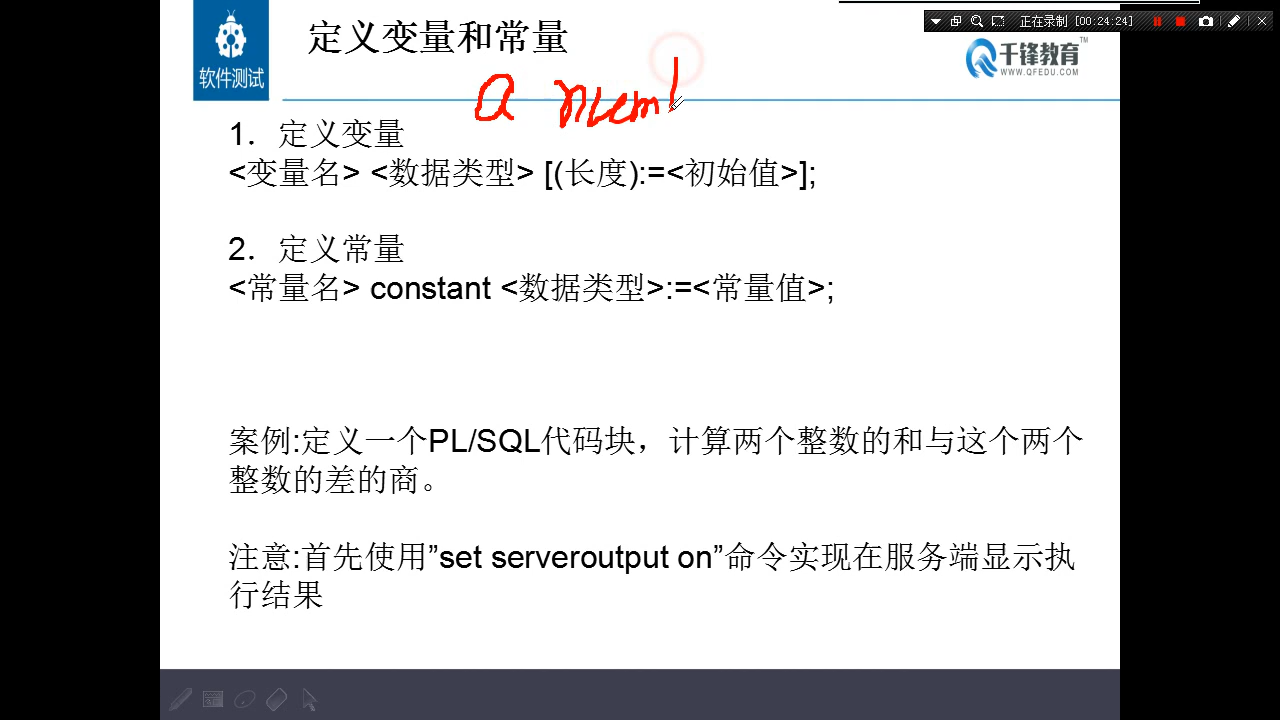 正在录制 [00:24:24]
软件测试
定义变量和常量
千锋教育™
WWW.QFEDU.COM
a numb
1．定义变量
<变量名> <数据类型> [(长度):=<初始值>];
2．定义常量
<常量名> constant <数据类型>:=<常量值>;
案例:定义一个PL/SQL代码块，计算两个整数的和与这个两个
整数的差的商。
注意:首先使用”set serveroutput on”命令实现在服务端显示执
行结果